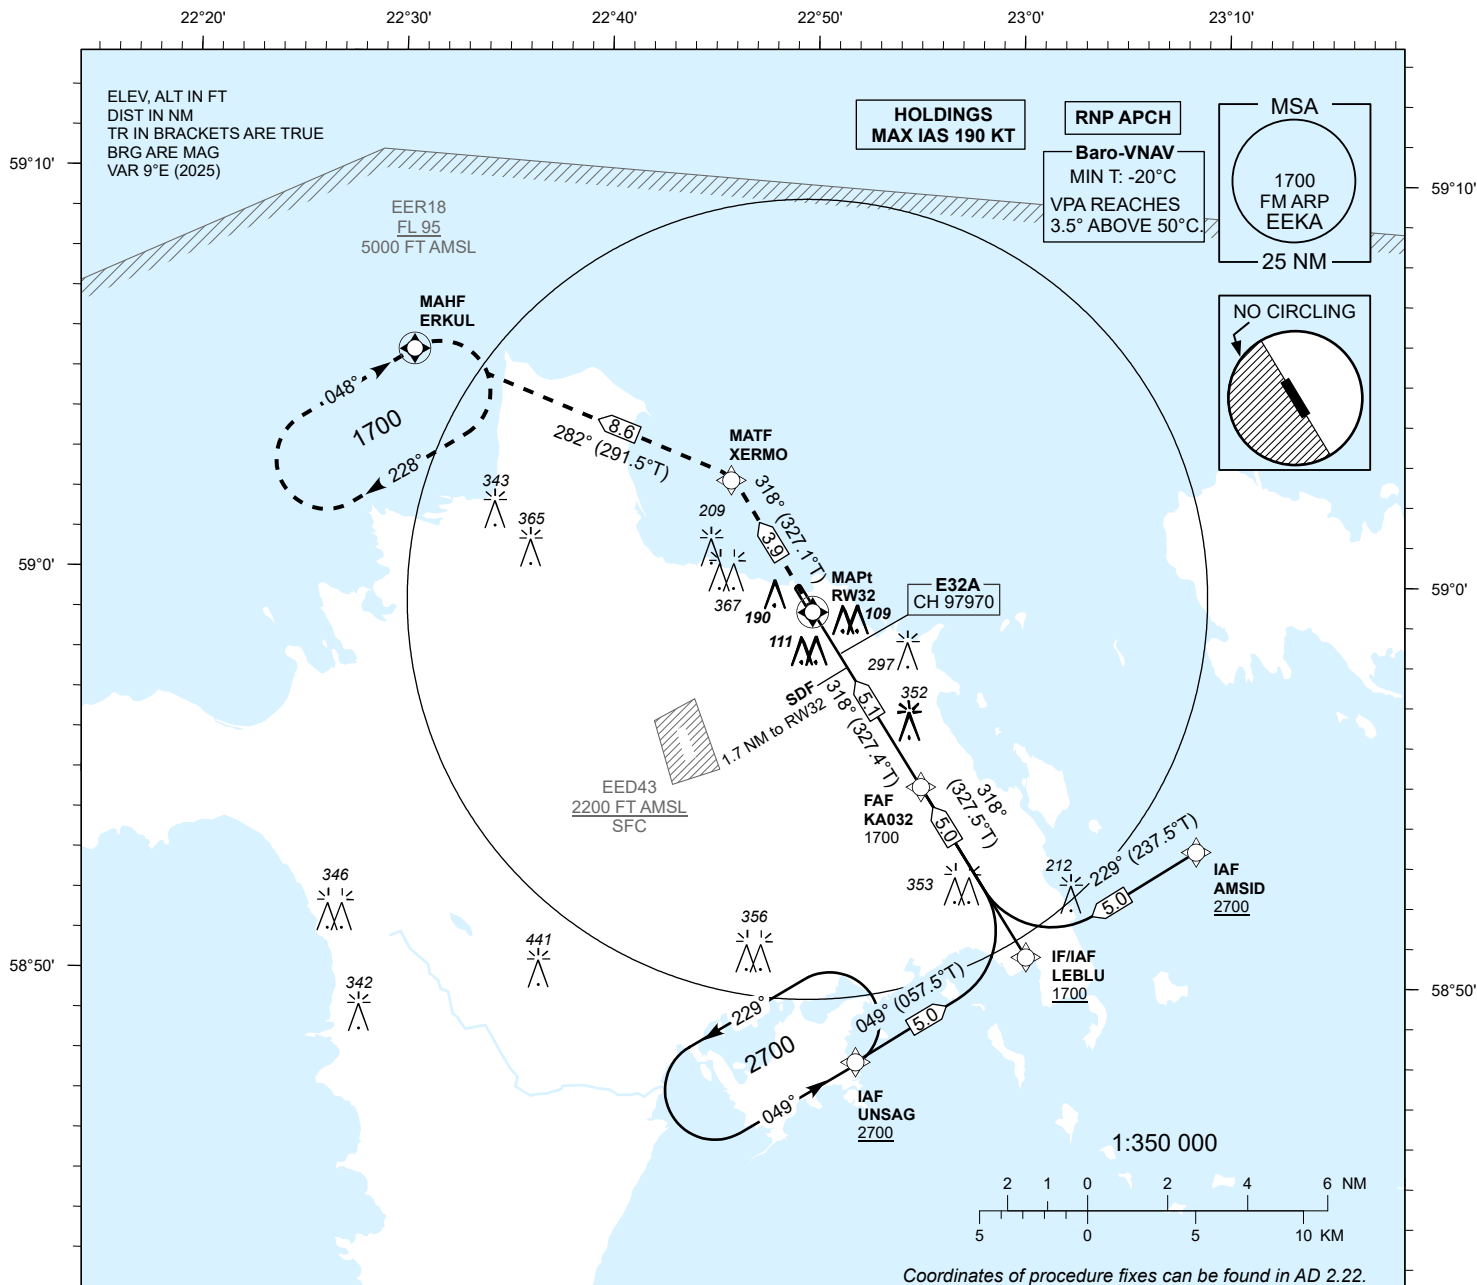 22°20' 22°30' 22°40' 22°50' 23°0' 23°10'
ELEV, ALT IN FT
DIST IN NM
TR IN BRACKETS ARE TRUE
BRG ARE MAG
VAR 9°E (2025)
HOLDINGS
MAX IAS 190 KT
RNP APCH
Baro-VNAV
MIN T: -20°C
VPA REACHES
3.5° ABOVE 50°C.
MSA
1700
FM ARP
EEKA
25 NM
59°10'
59°10'
EER18
FL 95
5000 FT AMSL
NO CIRCLING
MAHF
ERKUL
048°
1700
228°
8.6
282° (291.5°T)
MATF
XERMO
318° (327.1°T)
3.9
343
365
209
367
190
59°0'
59°0'
MAPt
RW32
109
111
E32A
CH 97970
297
352
SDF
1.7 NM to RW32
5.1
318° (327.4°T)
EED43
2200 FT AMSL
SFC
FAF
KA032
1700
318°
(327.5°T)
5.0
353
212
229° (237.5°T)
5.0
IAF
AMSID
2700
346
441
356
342
58°50'
58°50'
IF/IAF
LEBLU
1700
049° (057.5°T)
5.0
229°
2700
049°
IAF
UNSAG
2700
1:350 000
2 1 0 2 4 6 NM
5 0 5 10 KM
Coordinates of procedure fixes can be found in AD 2.22.